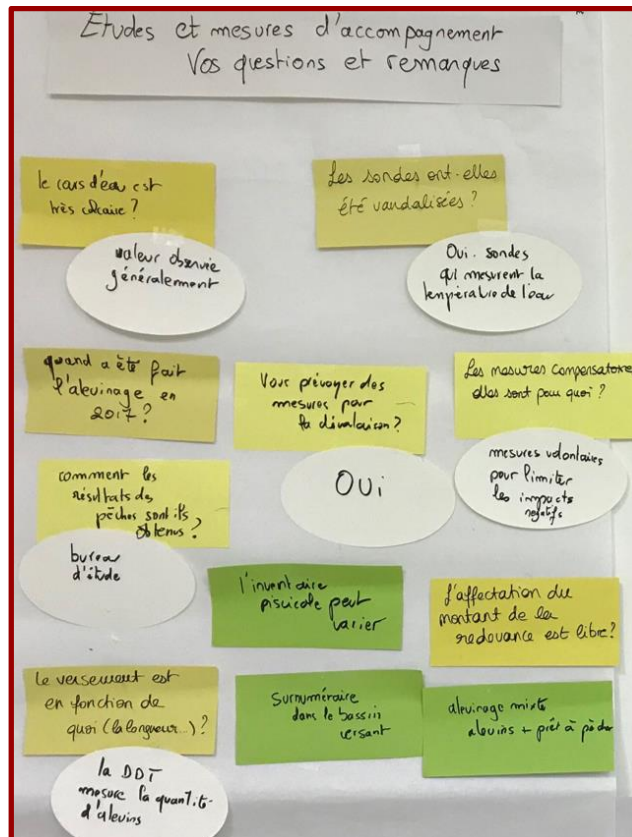 Etudes et mesures d'accompagnement
Vos questions et remarques
le cours d'eau est
très calcaire ?
valeur observée
généralement
Les sondes ont-elles
été vandalisées ?
Oui. sondes
qui mesurent la
température de l'eau
quand a été fait
l'alevinage en
2017 ?
Vous prévoyez des
mesures pour
la dévalaison ?
OUI
Les mesures compensatoires
elles sont pour quoi ?
mesures volontaires
pour limiter
les impacts
négatifs
comment les
résultats des
pêches sont ils
obtenus ?
bureau
d'étude
l'inventaire
piscicole peut
varier
l'affectation du
montant de la
redevance est libre ?
le versement est
en fonction de
quoi (la longueur...) ?
la DDT
mesure la quantité
d'alevins
Surnuméraire
dans le bassin
versant
alevinage mixte
alevins + prêt à pêcher